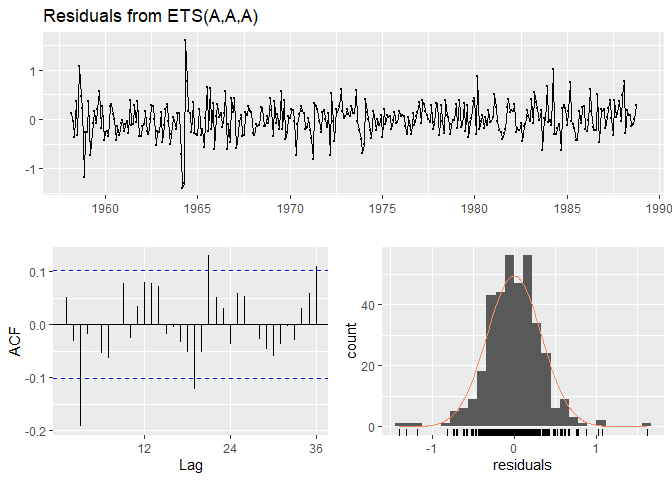 Residuals from ETS(A,A,A)
1
0
-1
1960 1965 1970 1975 1980 1985 1990
0.1
0.0
-0.1
-0.2
ACF
12 24 36
Lag
40
20
0
count
-1 0 1
residuals